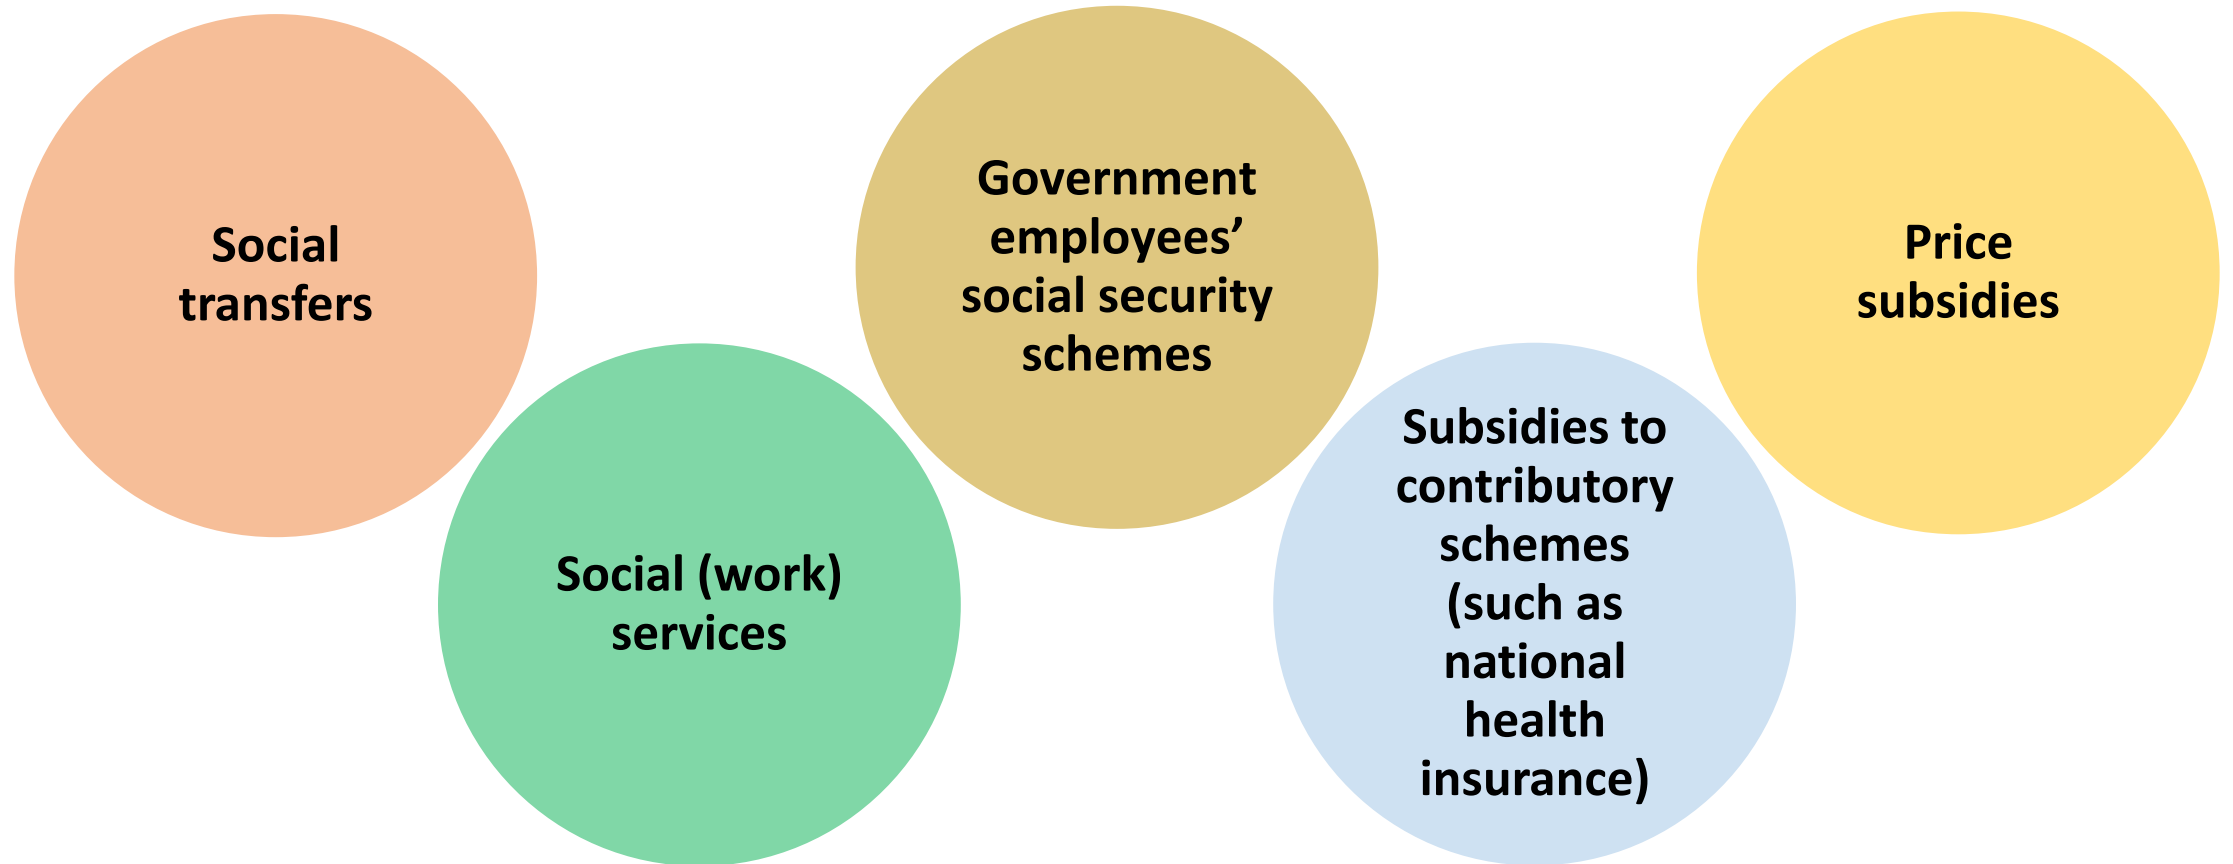 Social
transfers
Social (work)
services
Government
employees’
social security
schemes
Subsidies to
contributory
schemes
(such as
national
health
insurance)
Price
subsidies